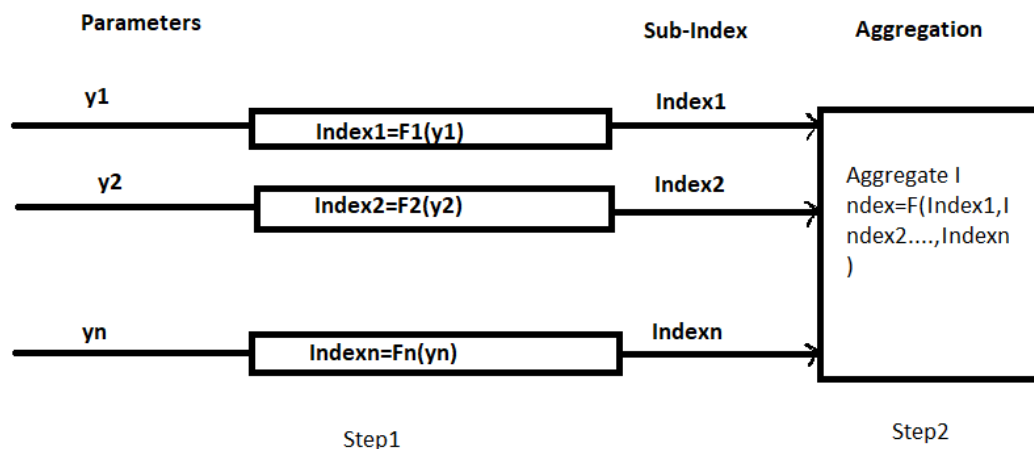 Parameters
Sub-Index
Aggregation
y1
Index1=F1(y1)
Index1
y2
Index2=F2(y2)
Index2
Aggregate I
ndex=F(Index1,I
ndex2....,Indexn
)
yn
Indexn=Fn(yn)
Indexn
Step1
Step2